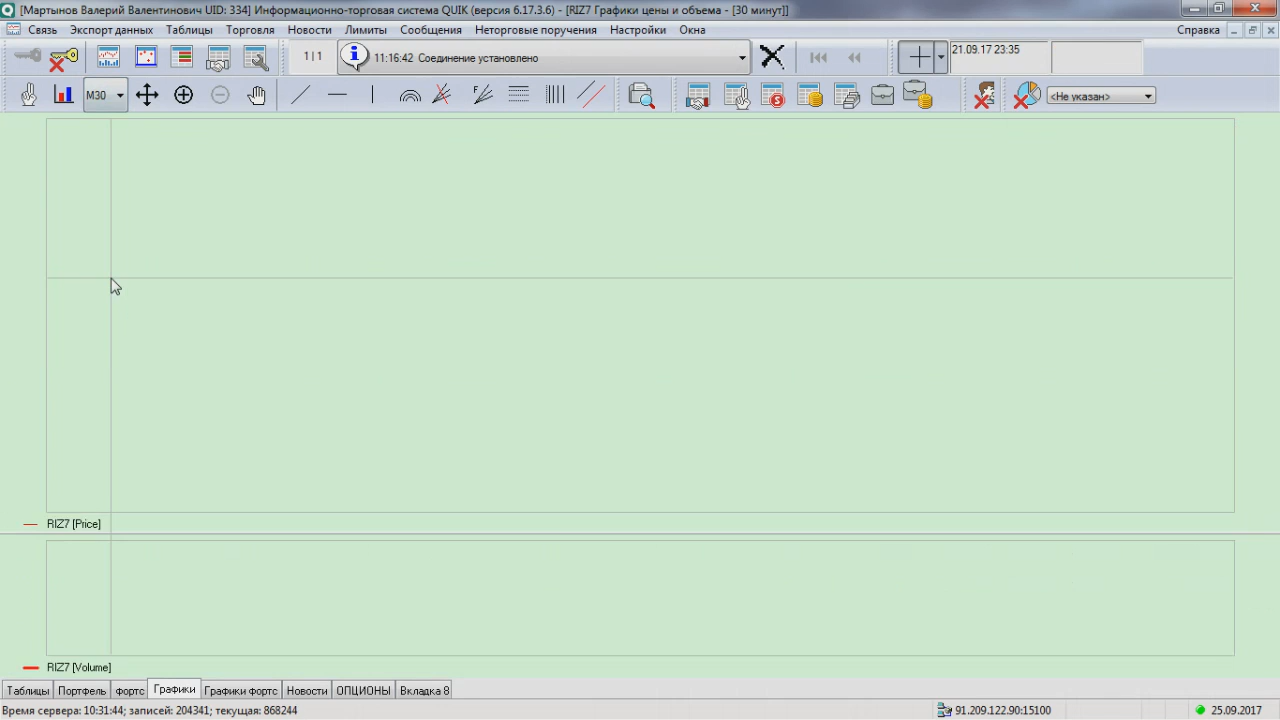 [Мартынов Валерий Валентинович UID: 334] Информационно-торговая система QUIK (версия 6.17.3.6) - [RIZ7 Графики цены и объема - [30 минут]]
Связь Экспорт данных Таблицы Торговля Новости Лимиты Сообщения Неторговые поручения Настройки Окна Справка
1 | 1 11:16:42 Соединение установлено 21.09.17 23:35
M30 <Не указан>
RIZ7 [Price]
RIZ7 [Volume]
Таблицы Портфель фортс Графики Графики фортс Новости ОПЦИОНЫ Вкладка 8
Время сервера: 10:31:44; записей: 204341; текущая: 868244 91.209.122.90:15100 25.09.2017